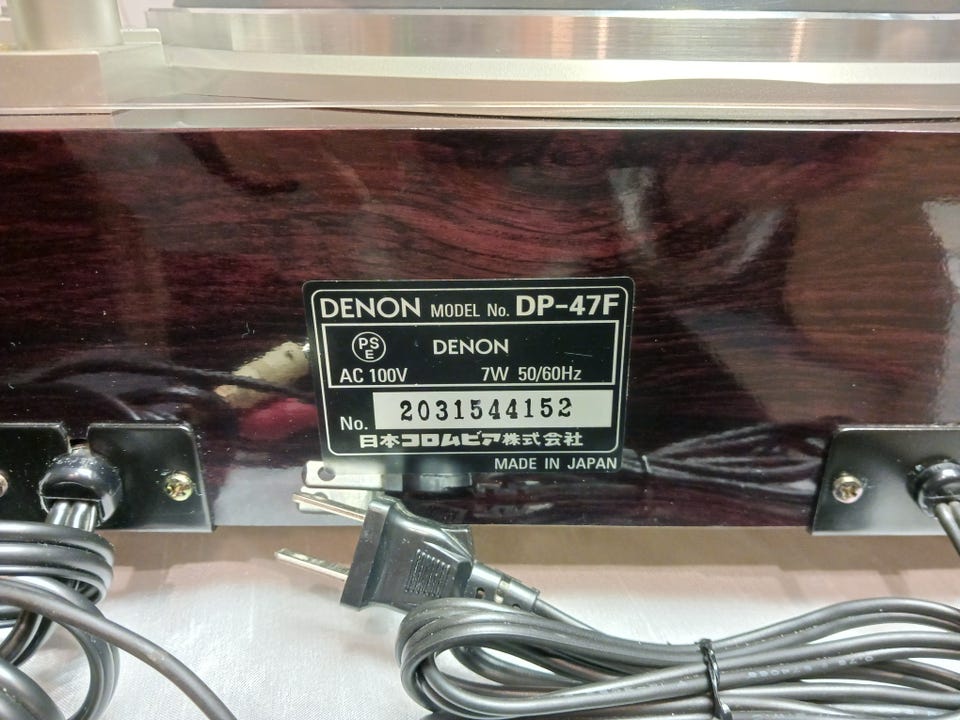 DENON MODEL No. DP-47F
PS
E
DENON
AC 100V 7W 50/60Hz
No. 2031544152
日本コロムビア株式会社
MADE IN JAPAN